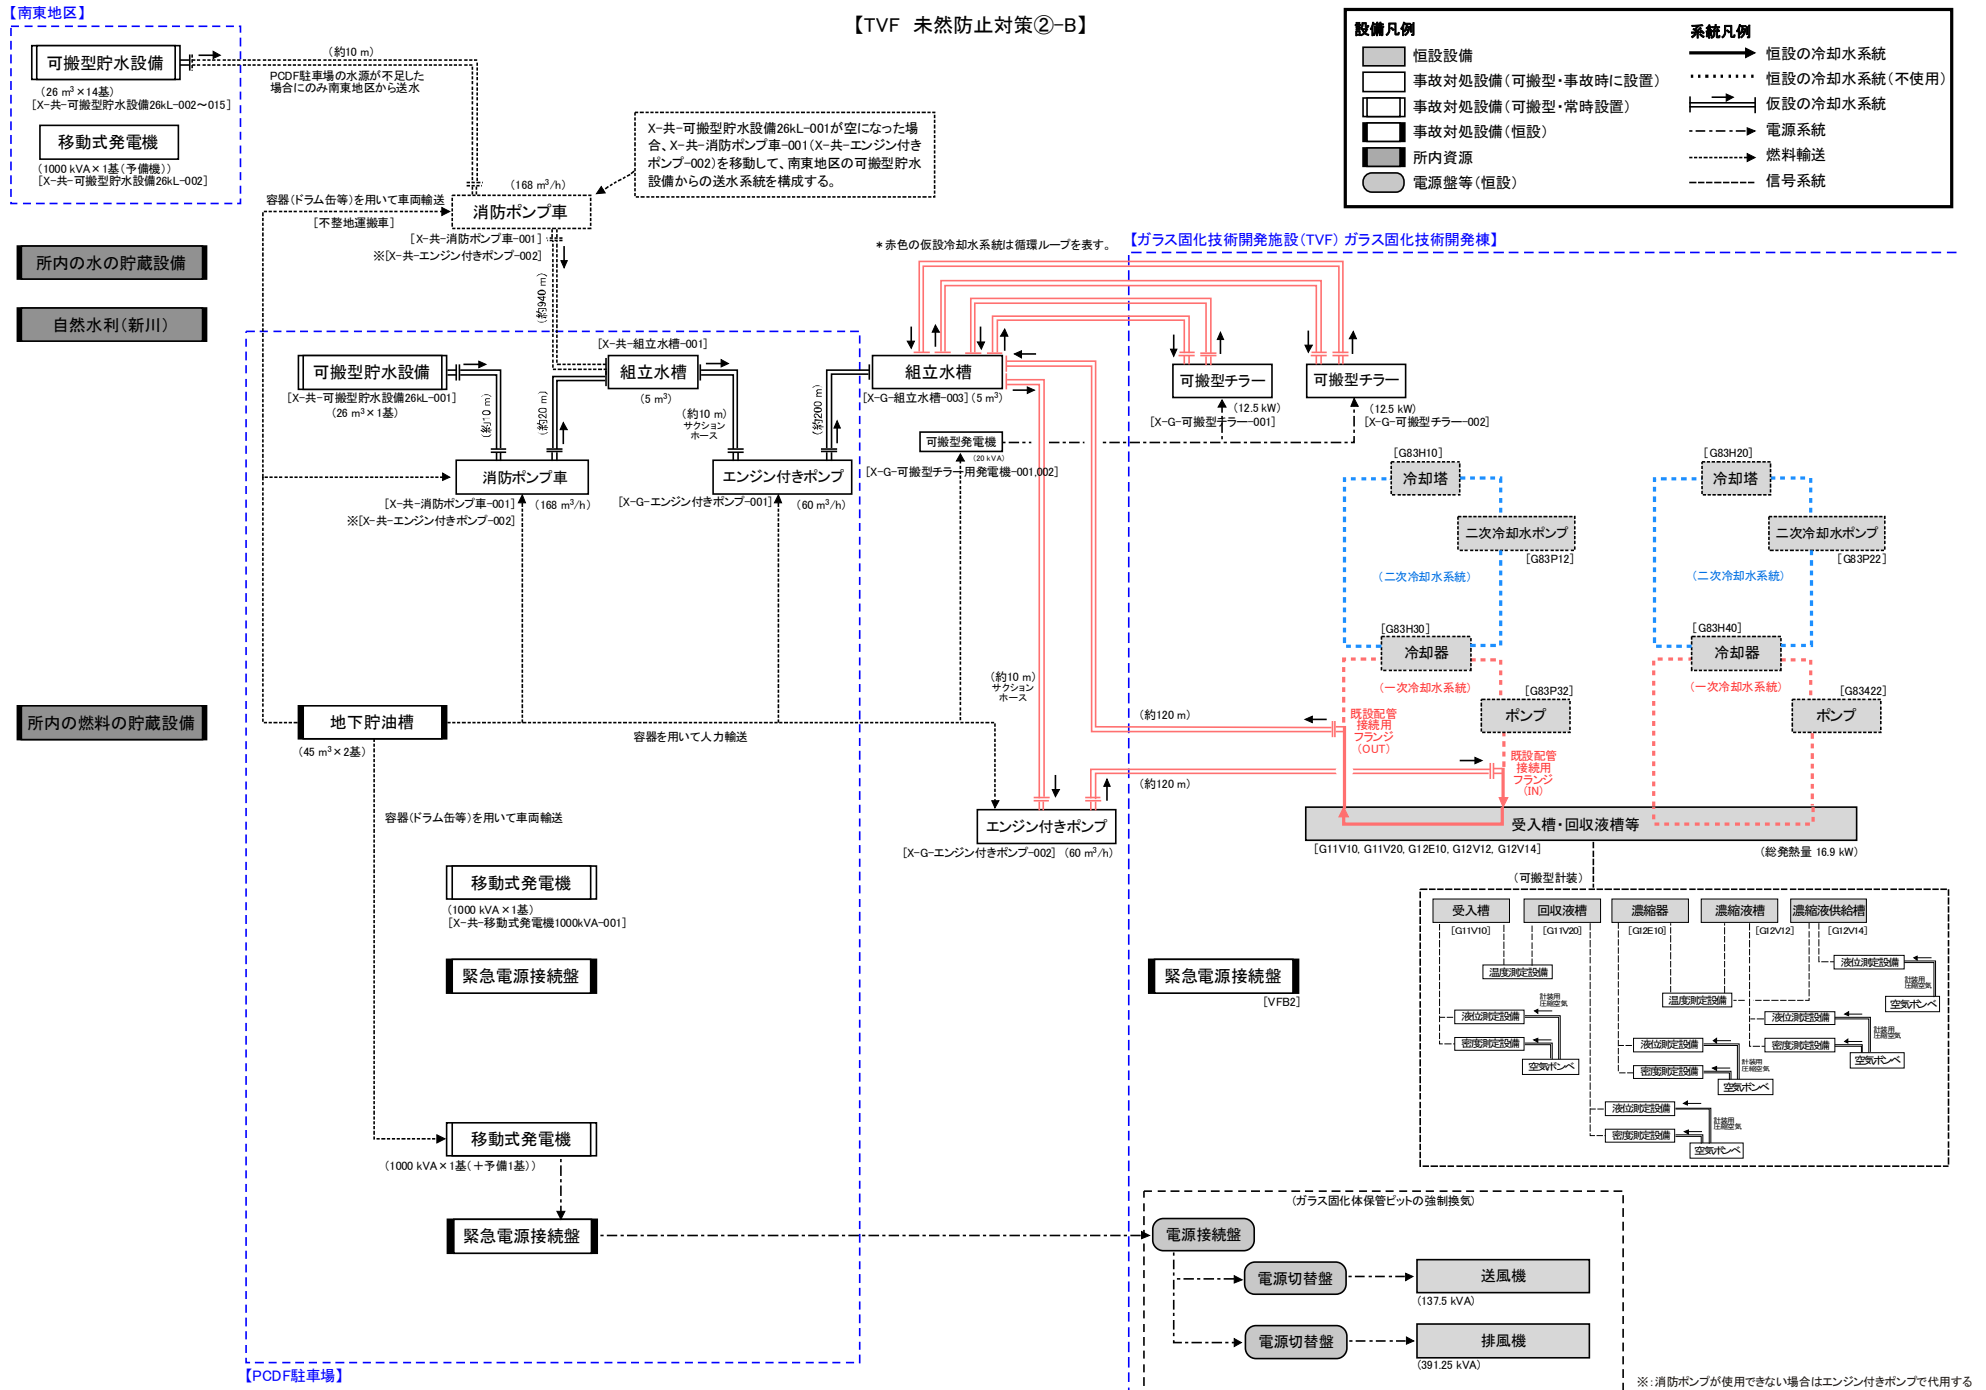 【TVF 未然防止対策②-B】
【南東地区】
可搬型貯水設備
(26 m³×14基)
[X-共-可搬型貯水設備26kL-002～015]
移動式発電機
(1000 kVA×1基(予備機))
[X-共-可搬型貯水設備26kL-002]
(約10 m)
PCDF駐車場の水源が不足した
場合にのみ南東地区から送水
X-共-可搬型貯水設備26kL-001が空になった場
合、X-共-消防ポンプ車-001(X-共-エンジン付き
ポンプ-002)を移動して、南東地区の可搬型貯水
設備からの送水系統を構成する。
設備凡例
恒設設備
事故対処設備(可搬型・事故時に設置)
事故対処設備(可搬型・常時設置)
事故対処設備(恒設)
所内資源
電源盤等(恒設)
系統凡例
恒設の冷却水系統
恒設の冷却水系統(不使用)
仮設の冷却水系統
電源系統
燃料輸送
信号系統
容器(ドラム缶等)を用いて車両輸送
[不整地運搬車]
(168 m³/h)
消防ポンプ車
[X-共-消防ポンプ車-001]
※[X-共-エンジン付きポンプ-002]
(約940 m)
所内の水の貯蔵設備
自然水利(新川)
所内の燃料の貯蔵設備
*赤色の仮設冷却水系統は循環ループを表す。
【ガラス固化技術開発施設(TVF) ガラス固化技術開発棟】
可搬型貯水設備
[X-共-可搬型貯水設備26kL-001]
(26 m³×1基)
(約10 m)
(約20 m)
[X-共-組立水槽-001]
組立水槽
(5 m³)
(約10 m)
サクション
ホース
(約200 m)
組立水槽
[X-G-組立水槽-003] (5 m³)
消防ポンプ車
[X-共-消防ポンプ車-001]
(168 m³/h)
※[X-共-エンジン付きポンプ-002]
エンジン付きポンプ
[X-G-エンジン付きポンプ-001]
(60 m³/h)
可搬型発電機
(20 kVA)
[X-G-可搬型チラー用発電機-001,002]
可搬型チラー
(12.5 kW)
[X-G-可搬型チラー-001]
可搬型チラー
(12.5 kW)
[X-G-可搬型チラー-002]
[G83H10]
冷却塔
二次冷却水ポンプ
[G83P12]
(二次冷却水系統)
[G83H30]
冷却器
(一次冷却水系統)
[G83P32]
ポンプ
[G83H20]
冷却塔
二次冷却水ポンプ
[G83P22]
(二次冷却水系統)
[G83H40]
冷却器
(一次冷却水系統)
[G83422]
ポンプ
既設配管
接続用
フランジ
(OUT)
既設配管
接続用
フランジ
(IN)
(約10 m)
サクション
ホース
(約120 m)
(約120 m)
地下貯油槽
(45 m³×2基)
容器を用いて人力輸送
容器(ドラム缶等)を用いて車両輸送
エンジン付きポンプ
[X-G-エンジン付きポンプ-002] (60 m³/h)
受入槽・回収液槽等
[G11V10, G11V20, G12E10, G12V12, G12V14]
(総発熱量 16.9 kW)
(可搬型計装)
受入槽
[G11V10]
回収液槽
[G11V20]
濃縮器
[G12E10]
濃縮液槽
[G12V12]
濃縮液供給槽
[G12V14]
温度測定設備
液位測定設備
密度測定設備
計装用
圧縮空気
空気ボンベ
温度測定設備
液位測定設備
密度測定設備
計装用
圧縮空気
空気ボンベ
液位測定設備
密度測定設備
計装用
圧縮空気
空気ボンベ
液位測定設備
計装用
圧縮空気
空気ボンベ
液位測定設備
密度測定設備
計装用
圧縮空気
空気ボンベ
移動式発電機
(1000 kVA×1基)
[X-共-移動式発電機1000kVA-001]
緊急電源接続盤
緊急電源接続盤
[VFB2]
移動式発電機
(1000 kVA×1基(＋予備1基))
緊急電源接続盤
【PCDF駐車場】
(ガラス固化体保管ピットの強制換気)
電源接続盤
電源切替盤
送風機
(137.5 kVA)
電源切替盤
排風機
(391.25 kVA)
※:消防ポンプが使用できない場合はエンジン付きポンプで代用する